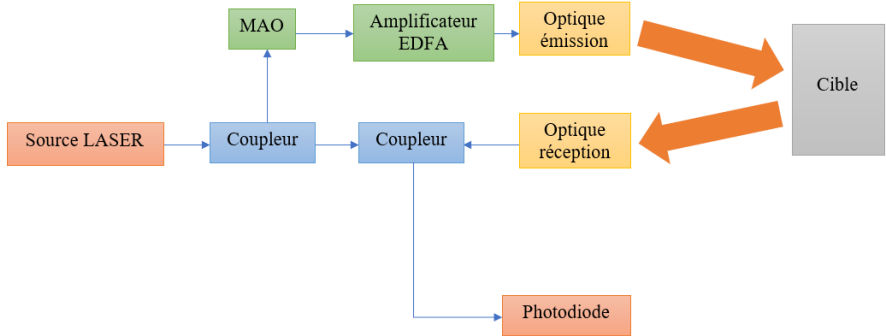 MAO
Amplificateur
EDFA
Optique
émission
Cible
Source LASER
Coupleur
Coupleur
Optique
réception
Photodiode